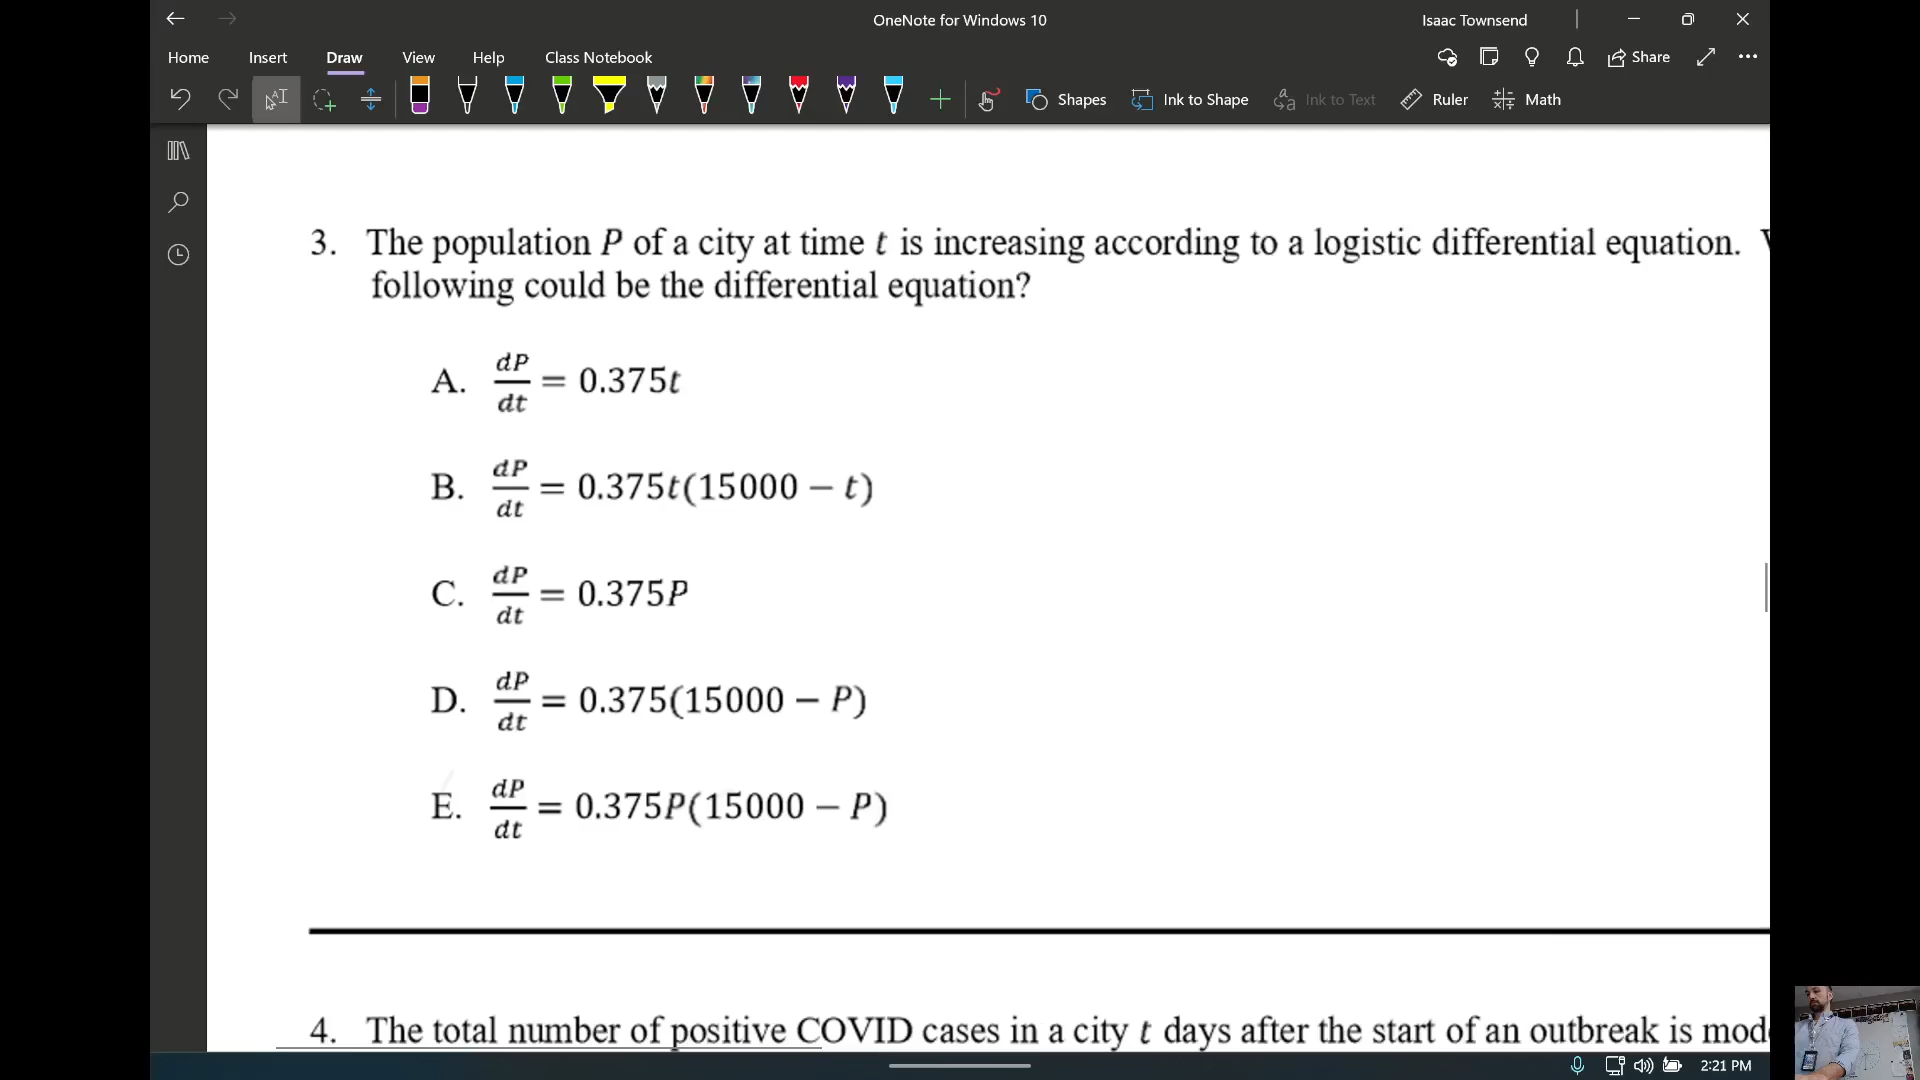 OneNote for Windows 10
Isaac Townsend
Home Insert Draw View Help Class Notebook
Share
Shapes Ink to Shape Ink to Text Ruler Math
3. The population P of a city at time t is increasing according to a logistic differential equation.
following could be the differential equation?
A. dP/dt = 0.375t
B. dP/dt = 0.375t(15000 − t)
C. dP/dt = 0.375P
D. dP/dt = 0.375(15000 − P)
E. dP/dt = 0.375P(15000 − P)
4. The total number of positive COVID cases in a city t days after the start of an outbreak is mod
2:21 PM